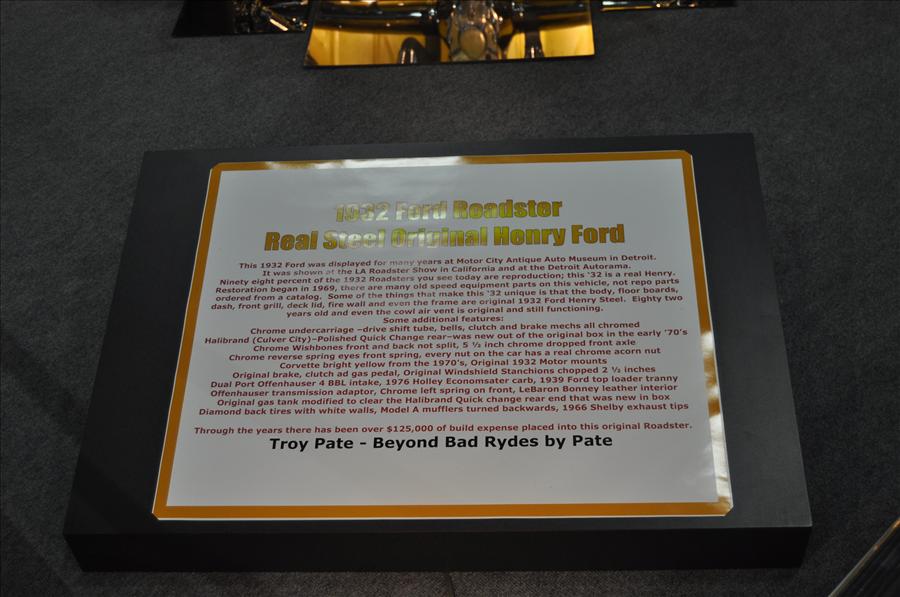 1932 Ford Roadster
Real Steel Original Henry Ford
This 1932 Ford was displayed for many years at Motor City Antique Auto Museum in Detroit.
It was shown at the LA Roadster Show in California and at the Detroit Autorama.
Ninety eight percent of the 1932 Roadsters you see today are reproduction; this '32 is a real Henry.
Restoration began in 1969, there are many old speed equipment parts on this vehicle, not repo parts
ordered from a catalog.  Some of the things that make this '32 unique is that the body, floor boards,
dash, front grill, deck lid, fire wall and even the frame are original 1932 Ford Henry Steel.  Eighty two
years old and even the cowl air vent is original and still functioning.
Some additional features:
Chrome undercarriage –drive shift tube, bells, clutch and brake mechs all chromed
Halibrand (Culver City)–Polished Quick Change rear–was new out of the original box in the early '70's
Chrome Wishbones front and back not split, 5 ½ inch chrome dropped front axle
Chrome reverse spring eyes front spring, every nut on the car has a real chrome acorn nut
Corvette bright yellow from the 1970's, Original 1932 Motor mounts
Original brake, clutch ad gas pedal, Original Windshield Stanchions chopped 2 ½ inches
Dual Port Offenhauser 4 BBL intake, 1976 Holley Economsater carb, 1939 Ford top loader tranny
Offenhauser transmission adaptor, Chrome left spring on front, LeBaron Bonney leather interior
Original gas tank modified to clear the Halibrand Quick change rear end that was new in box
Diamond back tires with white walls, Model A mufflers turned backwards, 1966 Shelby exhaust tips
Through the years there has been over $125,000 of build expense placed into this original Roadster.
Troy Pate - Beyond Bad Rydes by Pate